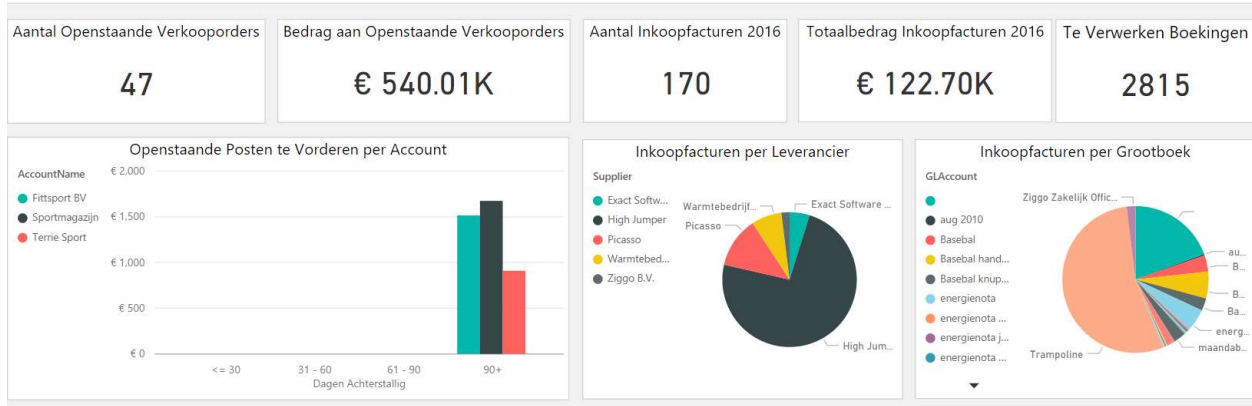 Aantal Openstaande Verkooporders
47
Bedrag aan Openstaande Verkooporders
€ 540.01K
Aantal Inkoopfacturen 2016
170
Totaalbedrag Inkoopfacturen 2016
€ 122.70K
Te Verwerken Boekingen
2815
Openstaande Posten te Vorderen per Account
AccountName
Fittsport BV
Sportmagazijn
Terrie Sport
€ 2.000
€ 1.500
€ 1.000
€ 500
€ 0
<= 30
31 - 60
61 - 90
90+
Dagen Achterstallig
Inkoopfacturen per Leverancier
Supplier
Exact Softw...
High Jumper
Picasso
Warmtebed...
Ziggo B.V.
Warmtebedrijf...
Picasso
Exact Software ...
High Jum...
Inkoopfacturen per Grootboek
GLAccount
aug 2010
Basebal
Basebal hand...
Basebal knup...
energienota
energienota ...
energienota j...
energienota ...
Ziggo Zakelijk Offic...
Trampoline
au...
B...
B...
Ba...
energ...
maandab...